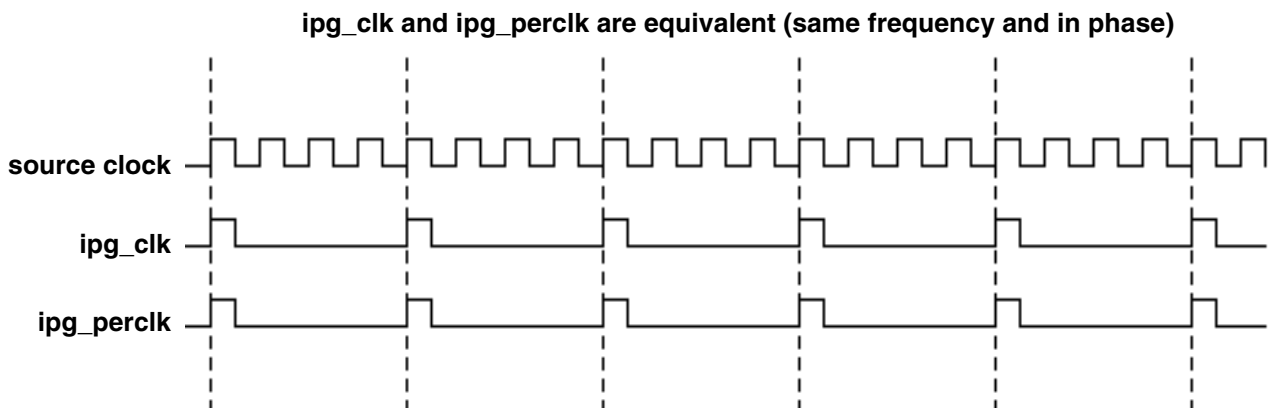 ipg_clk and ipg_perclk are equivalent (same frequency and in phase)
source clock
ipg_clk
ipg_perclk